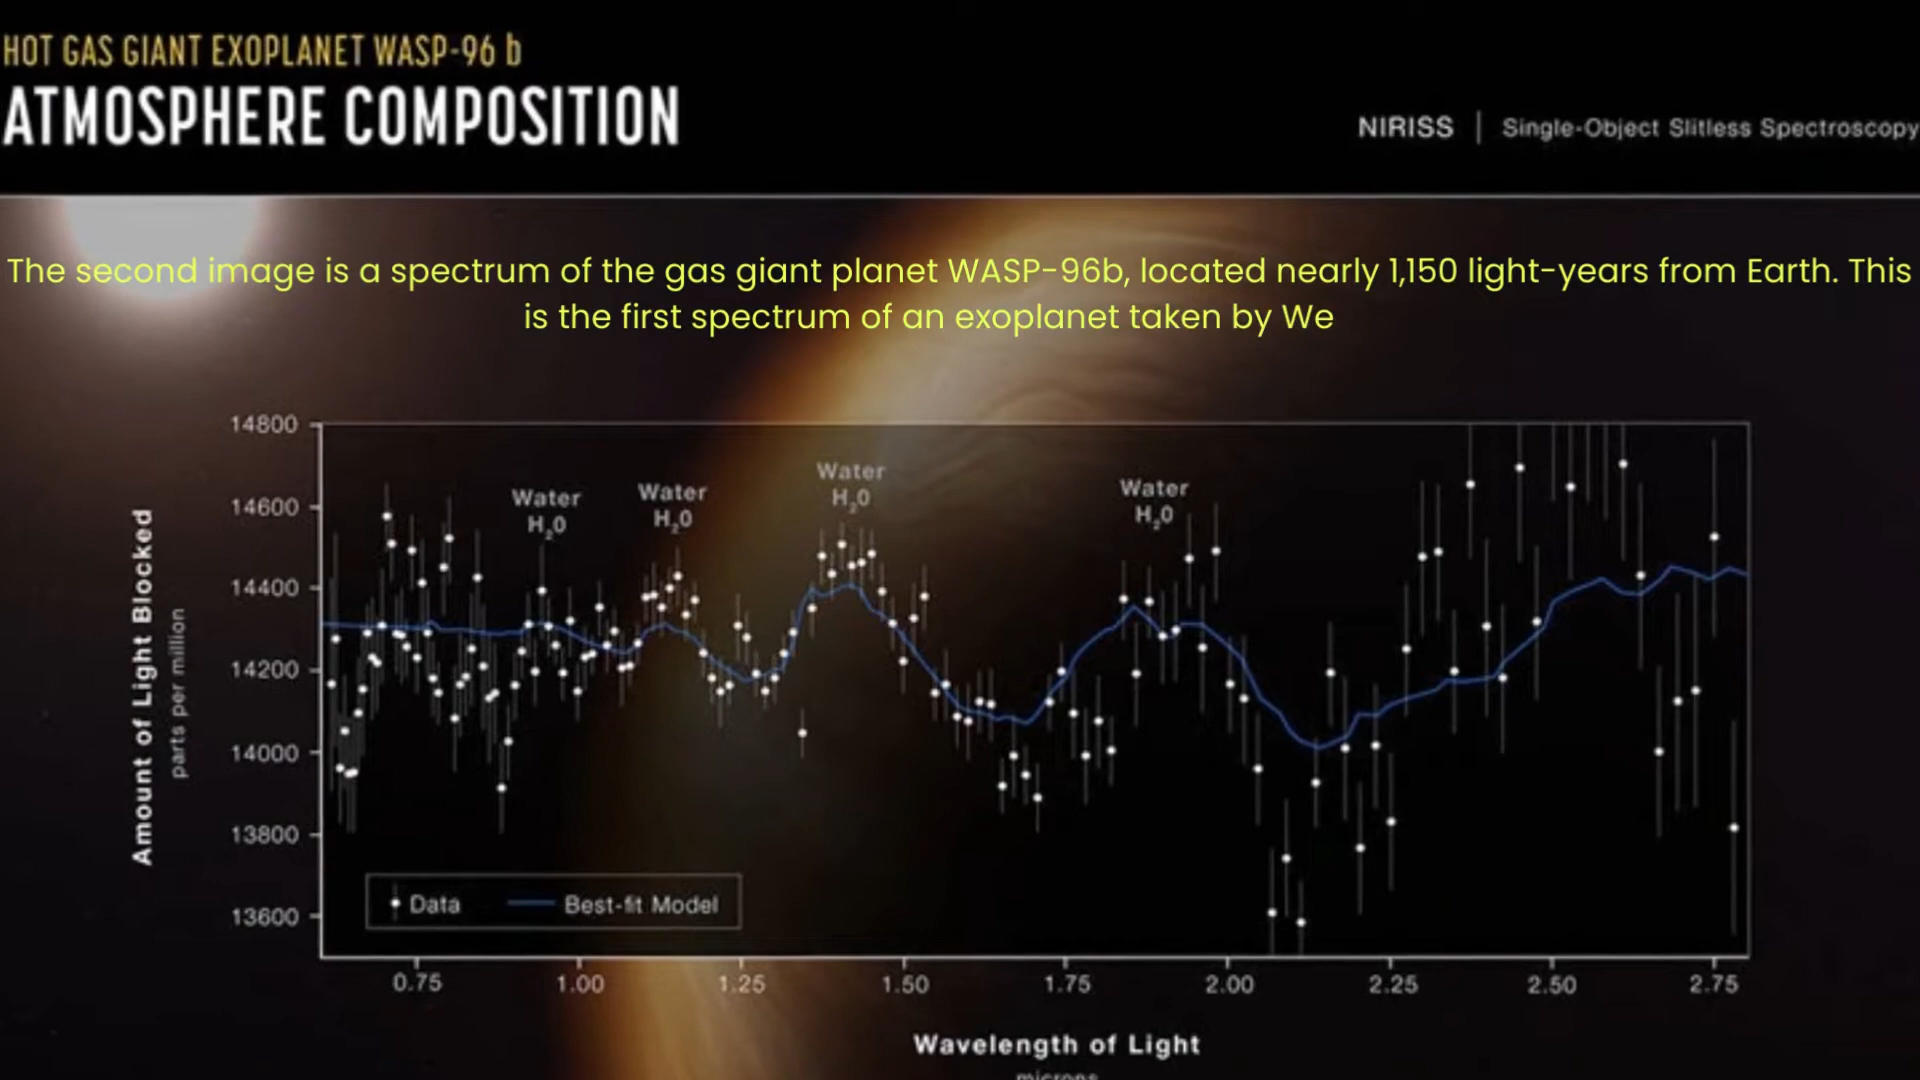 HOT GAS GIANT EXOPLANET WASP-96 b
ATMOSPHERE COMPOSITION
NIRISS | Single-Object Slitless Spectroscopy
The second image is a spectrum of the gas giant planet WASP-96b, located nearly 1,150 light-years from Earth. This
is the first spectrum of an exoplanet taken by We
Amount of Light Blocked
parts per million
14800
14600
14400
14200
14000
13800
13600
Water
H₂O
Water
H₂O
Water
H₂O
Water
H₂O
Data
Best-fit Model
0.75 1.00 1.25 1.50 1.75 2.00 2.25 2.50 2.75
Wavelength of Light
microns